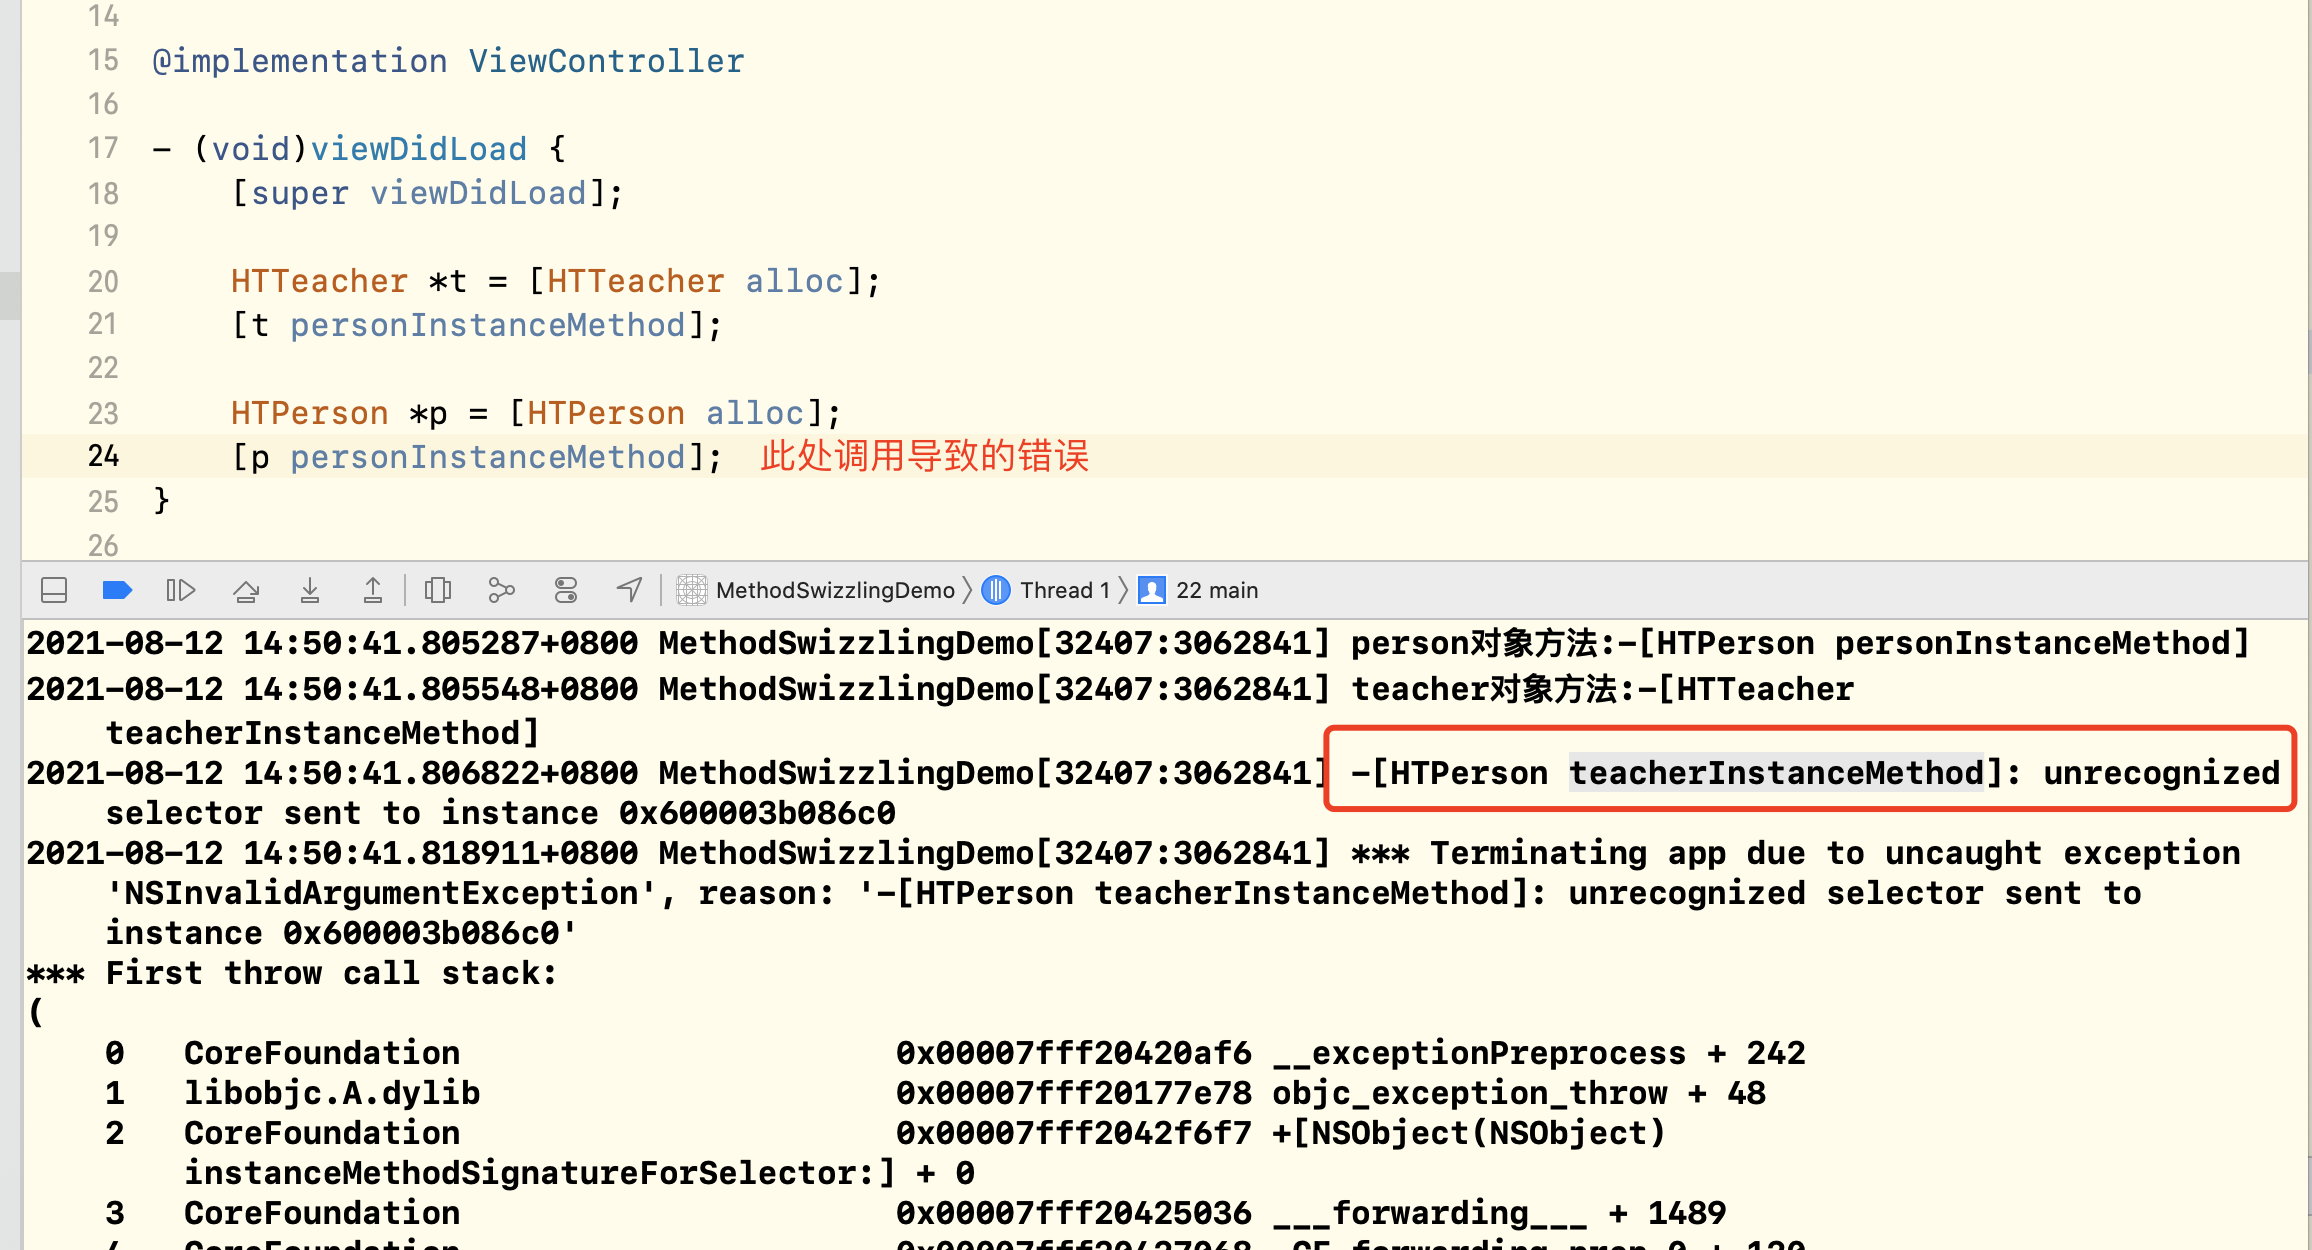 14
15 @implementation ViewController
16
17 - (void)viewDidLoad {
18 [super viewDidLoad];
19
20 HTTeacher *t = [HTTeacher alloc];
21 [t personInstanceMethod];
22
23 HTPerson *p = [HTPerson alloc];
24 [p personInstanceMethod]; 此处调用导致的错误
25 }
26
MethodSwizzlingDemo Thread 1 22 main
2021-08-12 14:50:41.805287+0800 MethodSwizzlingDemo[32407:3062841] person对象方法:-[HTPerson personInstanceMethod]
2021-08-12 14:50:41.805548+0800 MethodSwizzlingDemo[32407:3062841] teacher对象方法:-[HTTeacher
teacherInstanceMethod]
2021-08-12 14:50:41.806822+0800 MethodSwizzlingDemo[32407:3062841] -[HTPerson teacherInstanceMethod]: unrecognized
selector sent to instance 0x600003b086c0
2021-08-12 14:50:41.818911+0800 MethodSwizzlingDemo[32407:3062841] *** Terminating app due to uncaught exception
'NSInvalidArgumentException', reason: '-[HTPerson teacherInstanceMethod]: unrecognized selector sent to
instance 0x600003b086c0'
*** First throw call stack:
(
0 CoreFoundation 0x00007fff20420af6 __exceptionPreprocess + 242
1 libobjc.A.dylib 0x00007fff20177e78 objc_exception_throw + 48
2 CoreFoundation 0x00007fff2042f6f7 +[NSObject(NSObject)
instanceMethodSignatureForSelector:] + 0
3 CoreFoundation 0x00007fff20425036 ___forwarding___ + 1489
CoreFoundation